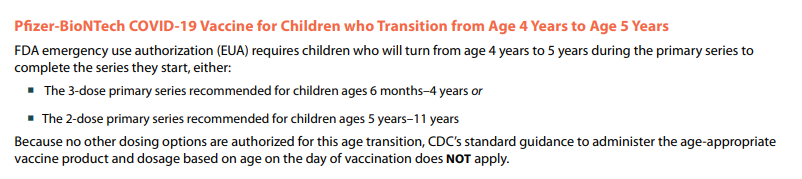 Pfizer-BioNTech COVID-19 Vaccine for Children who Transition from Age 4 Years to Age 5 Years
FDA emergency use authorization (EUA) requires children who will turn from age 4 years to 5 years during the primary series to
complete the series they start, either:
▪ The 3-dose primary series recommended for children ages 6 months–4 years or
▪ The 2-dose primary series recommended for children ages 5 years–11 years
Because no other dosing options are authorized for this age transition, CDC's standard guidance to administer the age-appropriate
vaccine product and dosage based on age on the day of vaccination does NOT apply.